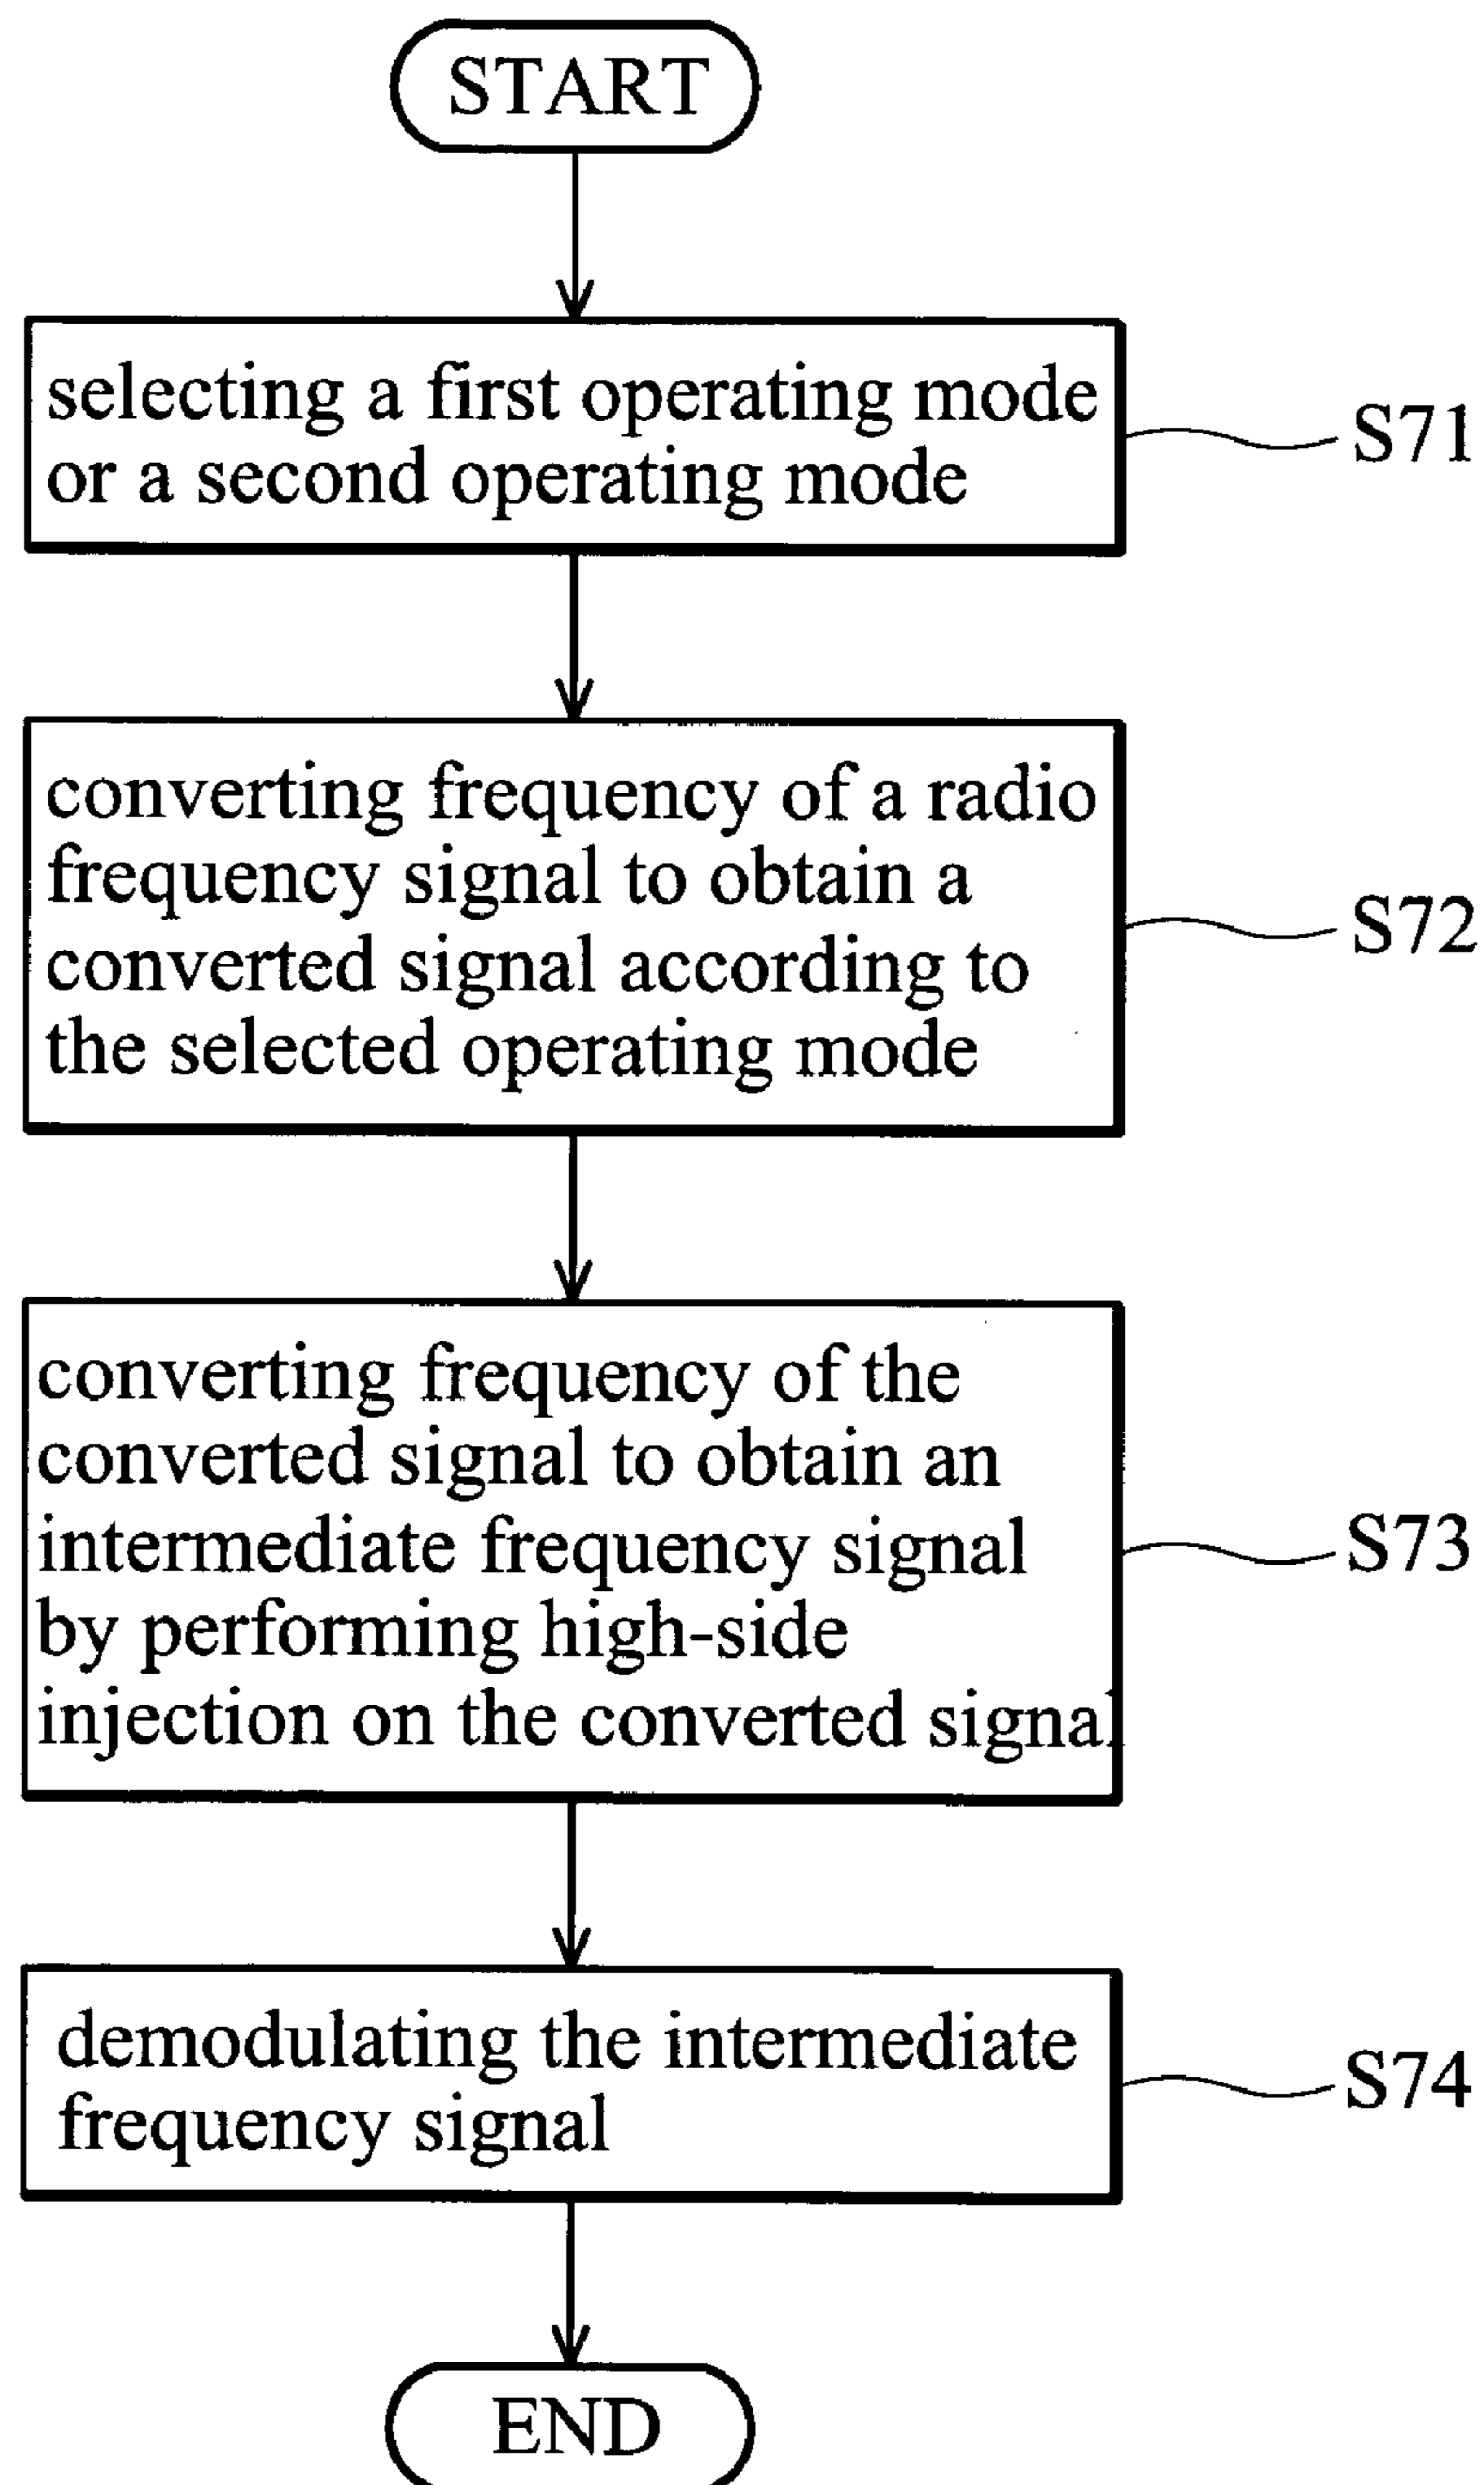 START
selecting a first operating mode
or a second operating mode
S71
converting frequency of a radio
frequency signal to obtain a
converted signal according to
the selected operating mode
S72
converting frequency of the
converted signal to obtain an
intermediate frequency signal
by performing high-side
injection on the converted signal
S73
demodulating the intermediate
frequency signal
S74
END